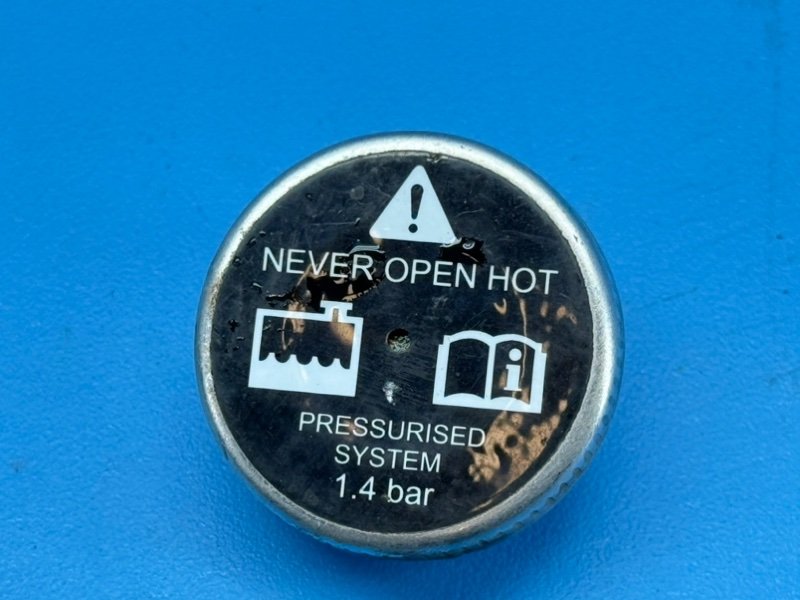 !
NEVER OPEN HOT
i
PRESSURISED
SYSTEM
1.4 bar